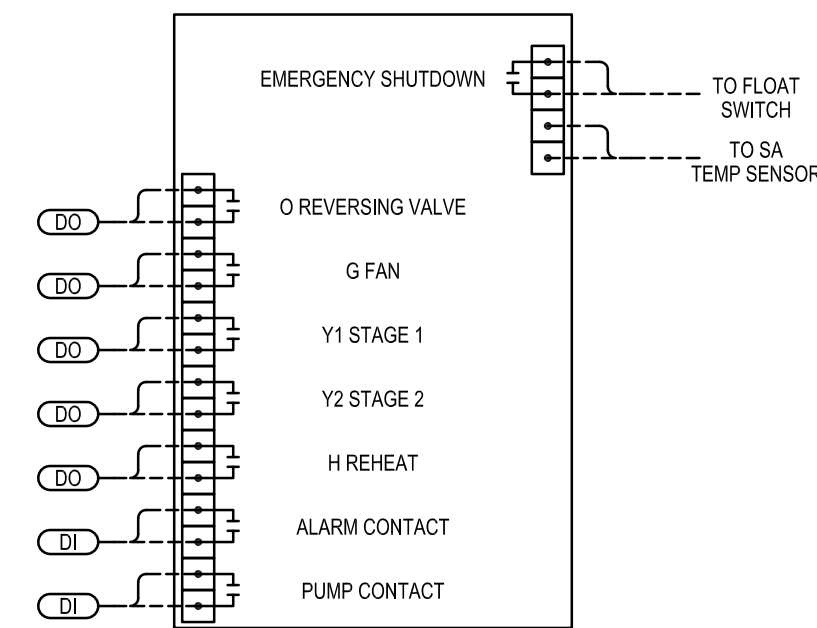 EMERGENCY SHUTDOWN
TO FLOAT
SWITCH
TO SA
TEMP SENSOR
DO
O REVERSING VALVE
DO
G FAN
DO
Y1 STAGE 1
DO
Y2 STAGE 2
DO
H REHEAT
DI
ALARM CONTACT
DI
PUMP CONTACT